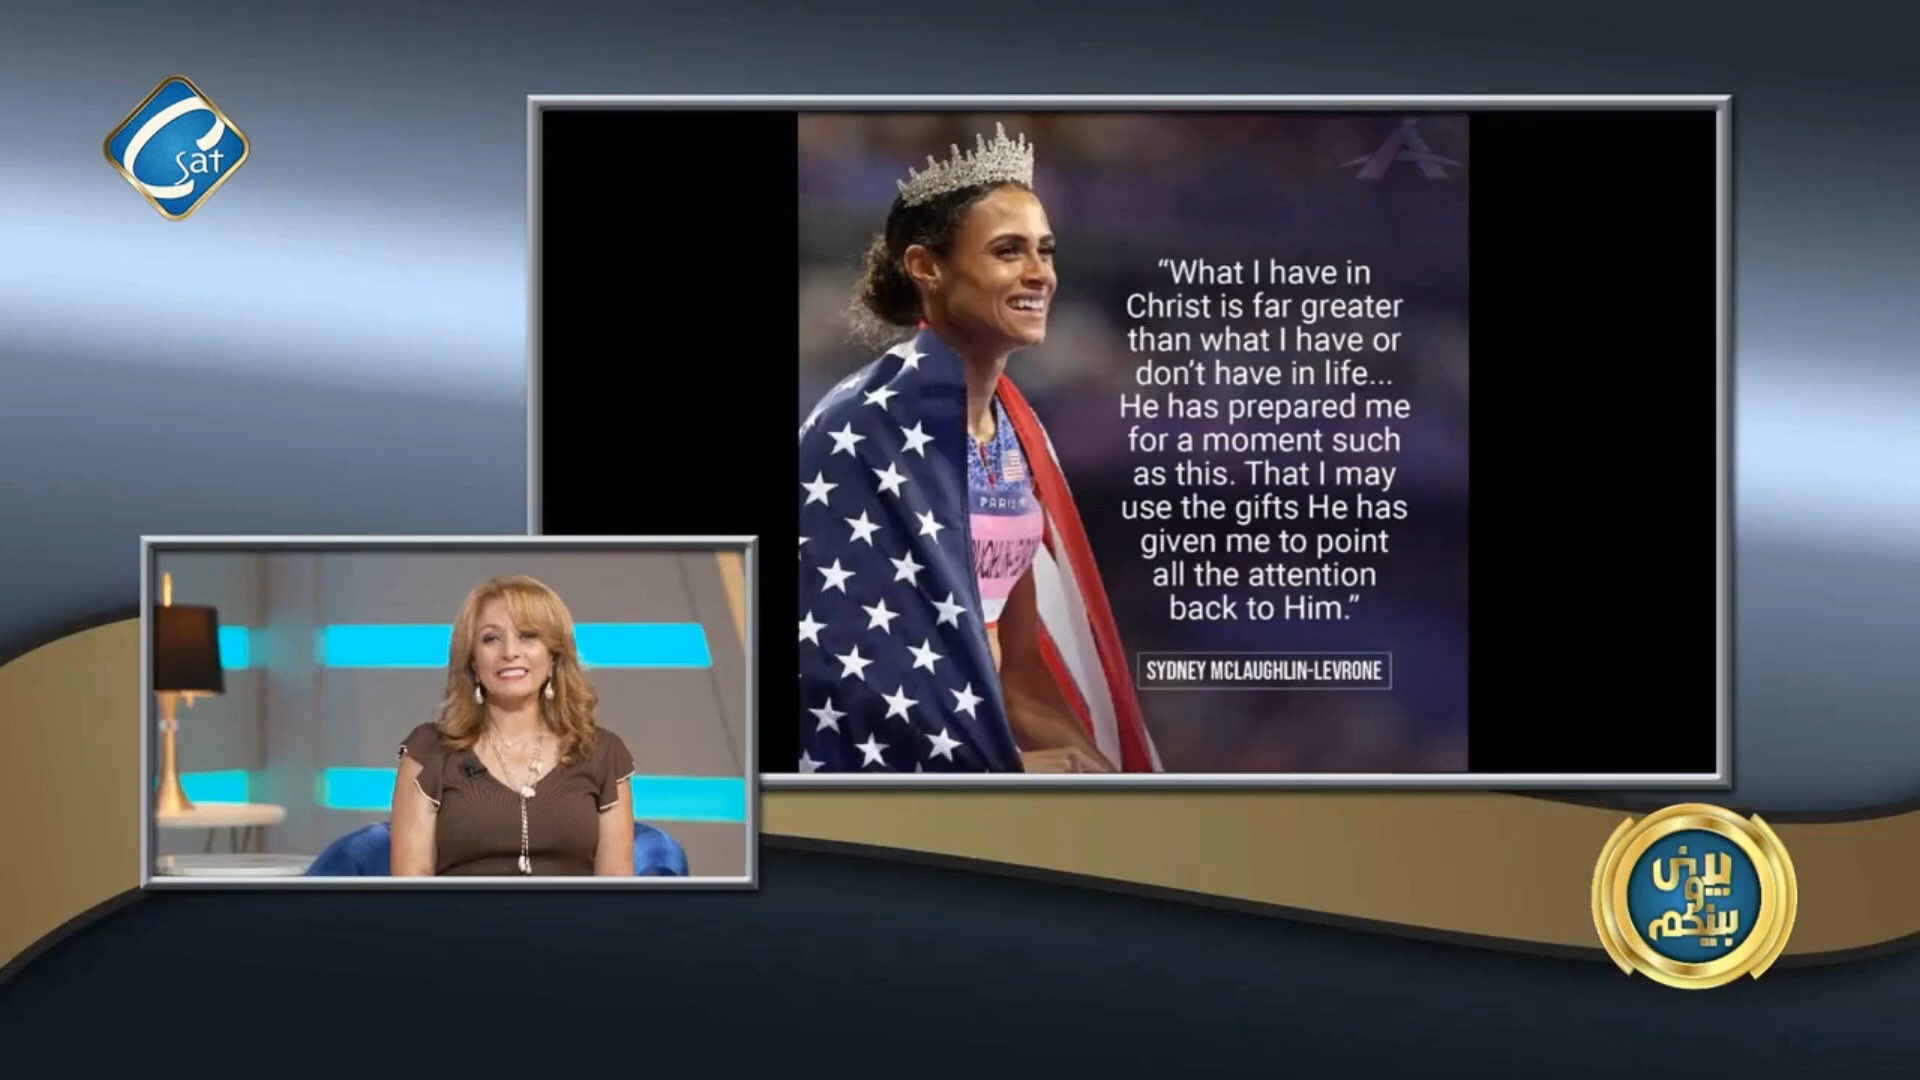 C
sat
“What I have in
Christ is far greater
than what I have or
don’t have in life...
He has prepared me
for a moment such
as this. That I may
use the gifts He has
given me to point
all the attention
back to Him.”
SYDNEY MCLAUGHLIN-LEVRONE
PARIS
بيني
و
بينكم